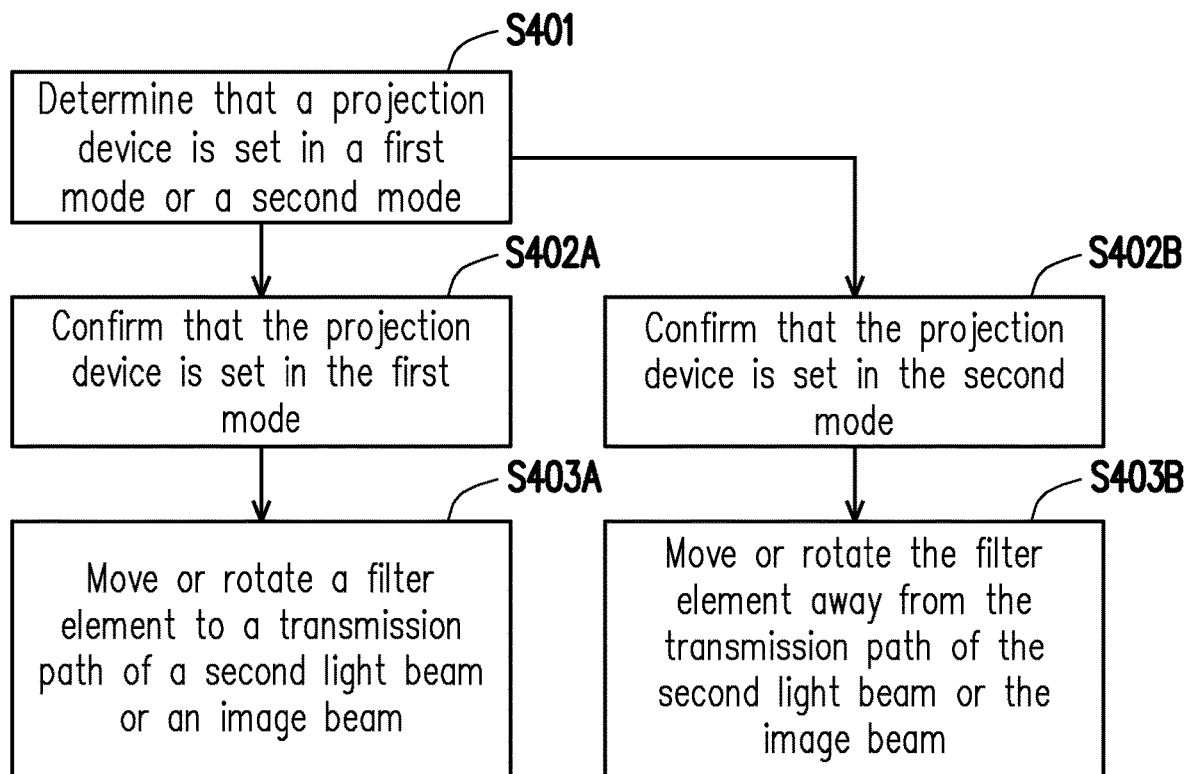 S401
Determine that a projection
device is set in a first
mode or a second mode
S402A
Confirm that the projection
device is set in the first
mode
S402B
Confirm that the projection
device is set in the second
mode
S403A
Move or rotate a filter
element to a transmission
path of a second light beam
or an image beam
S403B
Move or rotate the filter
element away from the
transmission path of the
second light beam or the
image beam